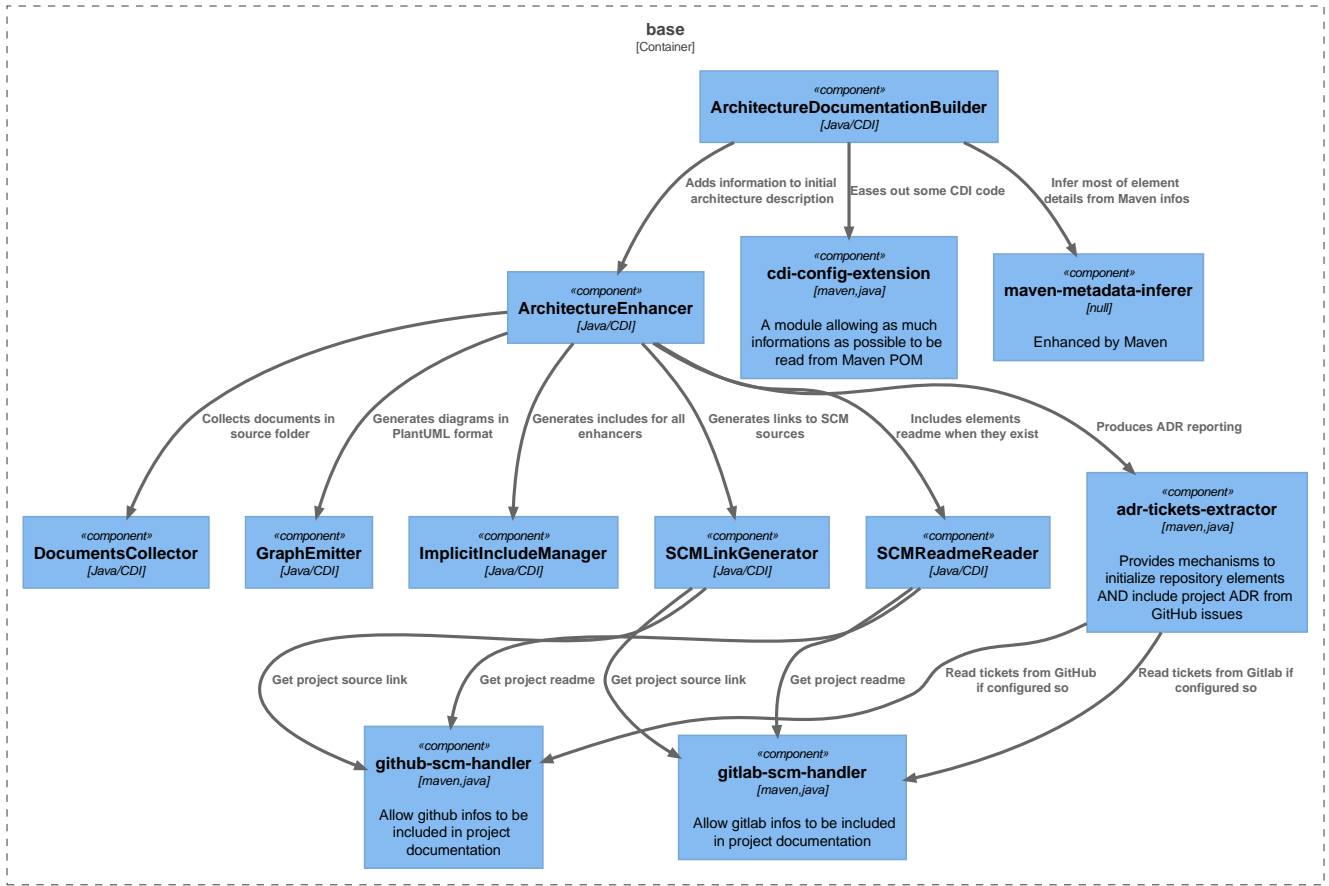 base
[Container]
«component»
ArchitectureDocumentationBuilder
[Java/CDI]
Adds information to initial
architecture description
Eases out some CDI code
Infer most of element
details from Maven infos
«component»
ArchitectureEnhancer
[Java/CDI]
«component»
cdi-config-extension
[maven,java]
A module allowing as much
informations as possible to be
read from Maven POM
«component»
maven-metadata-inferer
[null]
Enhanced by Maven
Collects documents in
source folder
Generates diagrams in
PlantUML format
Generates includes for all
enhancers
Generates links to SCM
sources
Includes elements
readme when they exist
Produces ADR reporting
«component»
DocumentsCollector
[Java/CDI]
«component»
GraphEmitter
[Java/CDI]
«component»
ImplicitIncludeManager
[Java/CDI]
«component»
SCMLinkGenerator
[Java/CDI]
«component»
SCMReadmeReader
[Java/CDI]
«component»
adr-tickets-extractor
[maven,java]
Provides mechanisms to
initialize repository elements
AND include project ADR from
GitHub issues
Get project source link
Get project readme
Get project source link
Get project readme
Read tickets from GitHub
if configured so
Read tickets from Gitlab if
configured so
«component»
github-scm-handler
[maven,java]
Allow github infos to be
included in project
documentation
«component»
gitlab-scm-handler
[maven,java]
Allow gitlab infos to be included
in project documentation